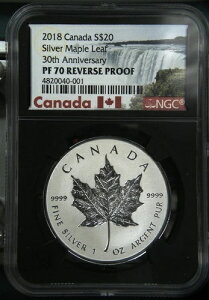 2018 Canada S$20
Silver Maple Leaf
30th Anniversary
PF 70 REVERSE PROOF
4820040-001
Canada
NGC
CANADA
9999
9999
FINE SILVER 1 OZ ARGENT PUR